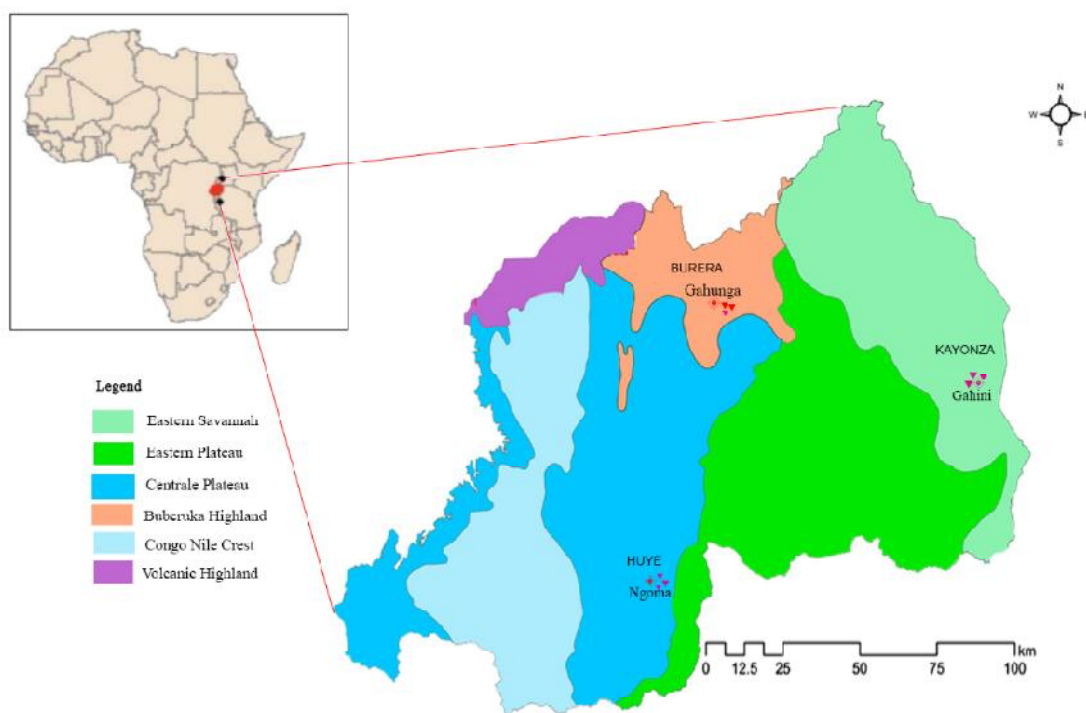 N
W E
S
BURERA
Gahunga
KAYONZA
Gahini
Legend
Eastern Savannah
Eastern Plateau
Centrale Plateau
Buberuka Highland
Congo Nile Crest
Volcanic Highland
HUYE
Ngoma
km
0 12.5 25 50 75 100